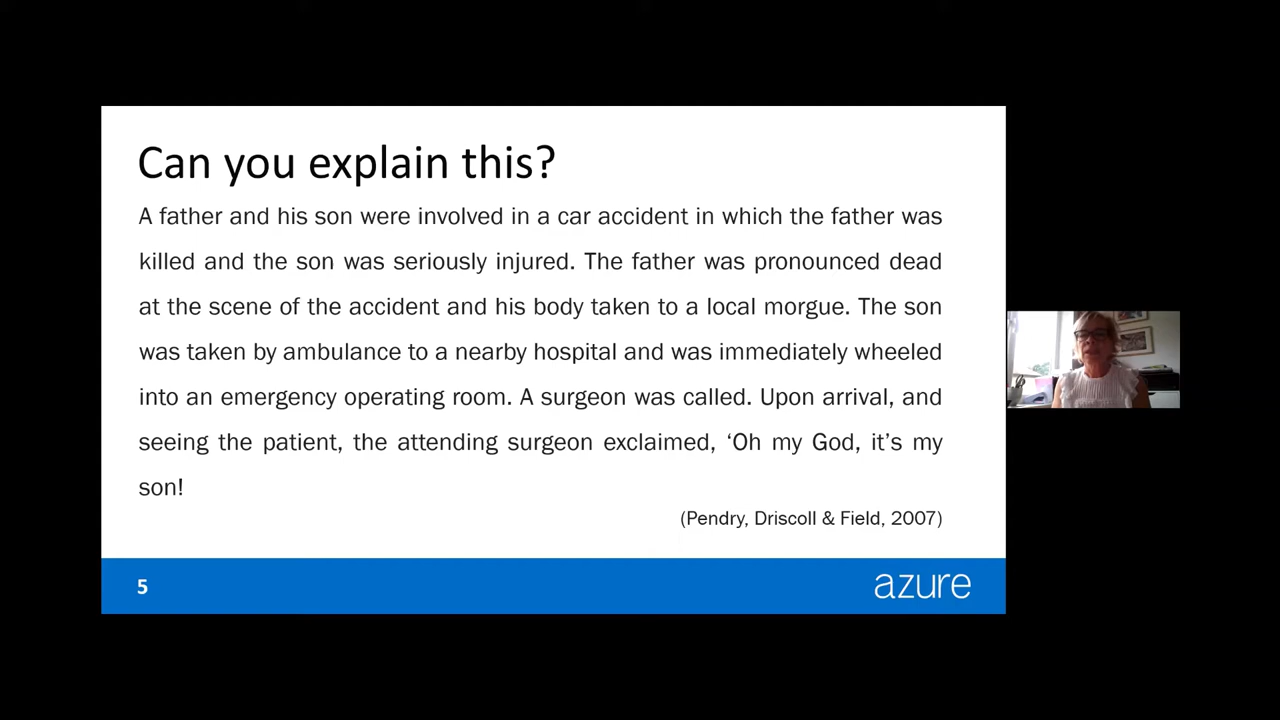 Can you explain this?
A father and his son were involved in a car accident in which the father was
killed and the son was seriously injured. The father was pronounced dead
at the scene of the accident and his body taken to a local morgue. The son
was taken by ambulance to a nearby hospital and was immediately wheeled
into an emergency operating room. A surgeon was called. Upon arrival, and
seeing the patient, the attending surgeon exclaimed, ‘Oh my God, it’s my
son!
(Pendry, Driscoll & Field, 2007)
5
azure